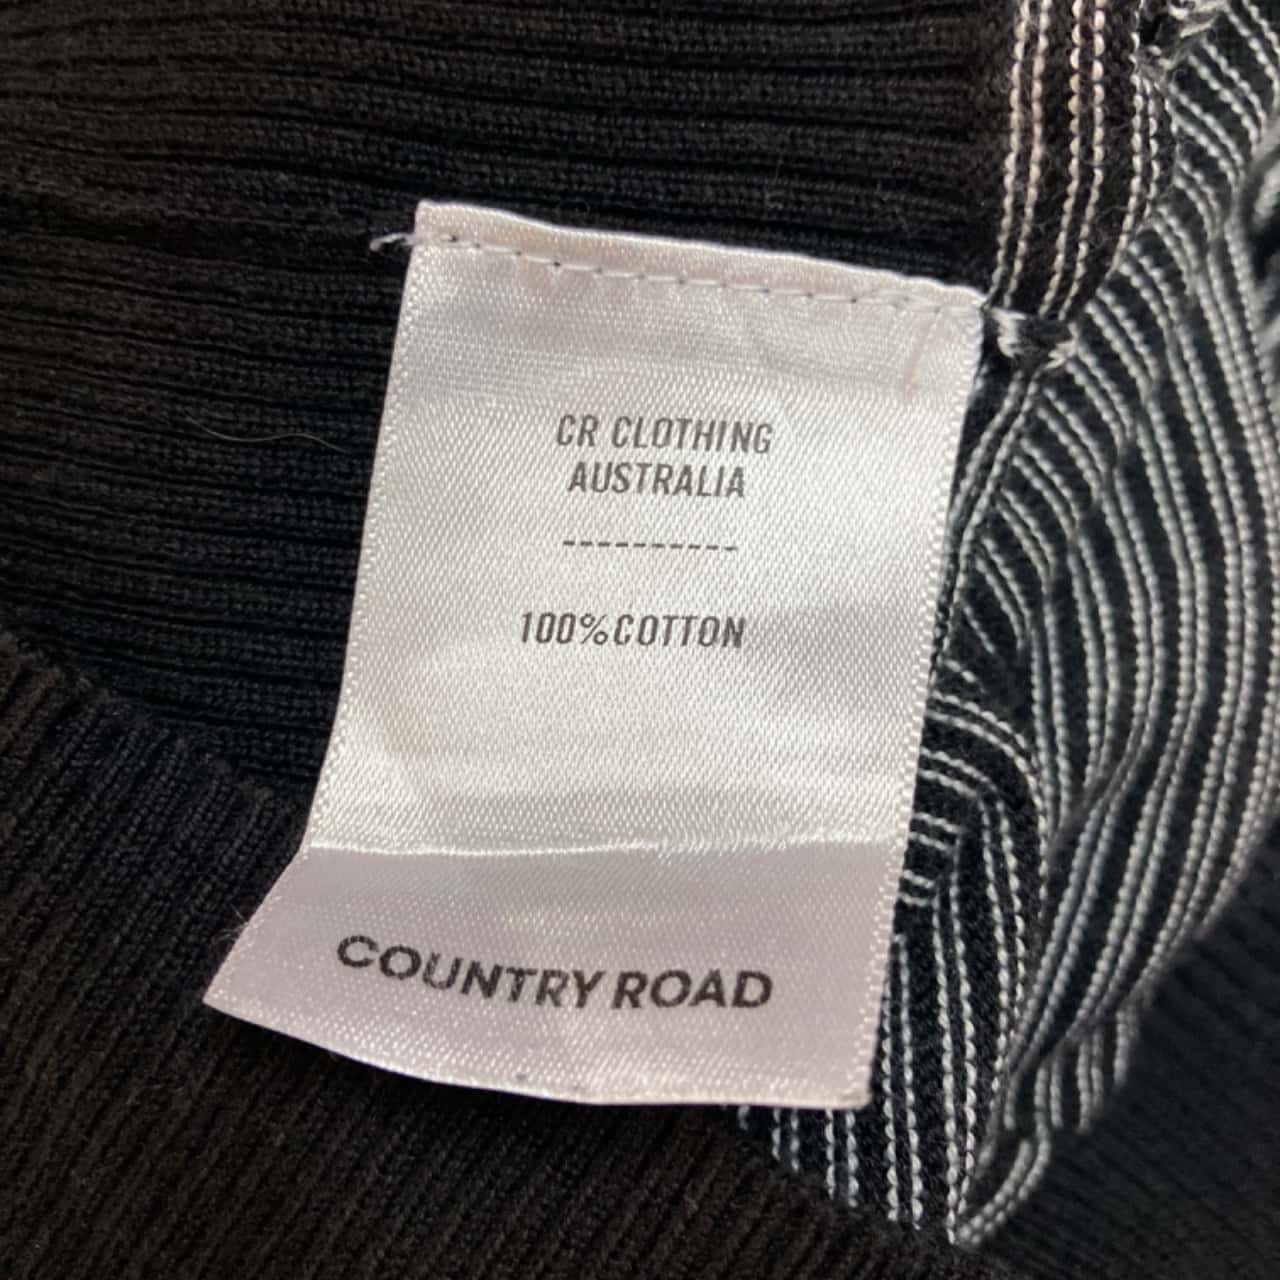 CR CLOTHING
AUSTRALIA
----------
100%COTTON
COUNTRY ROAD